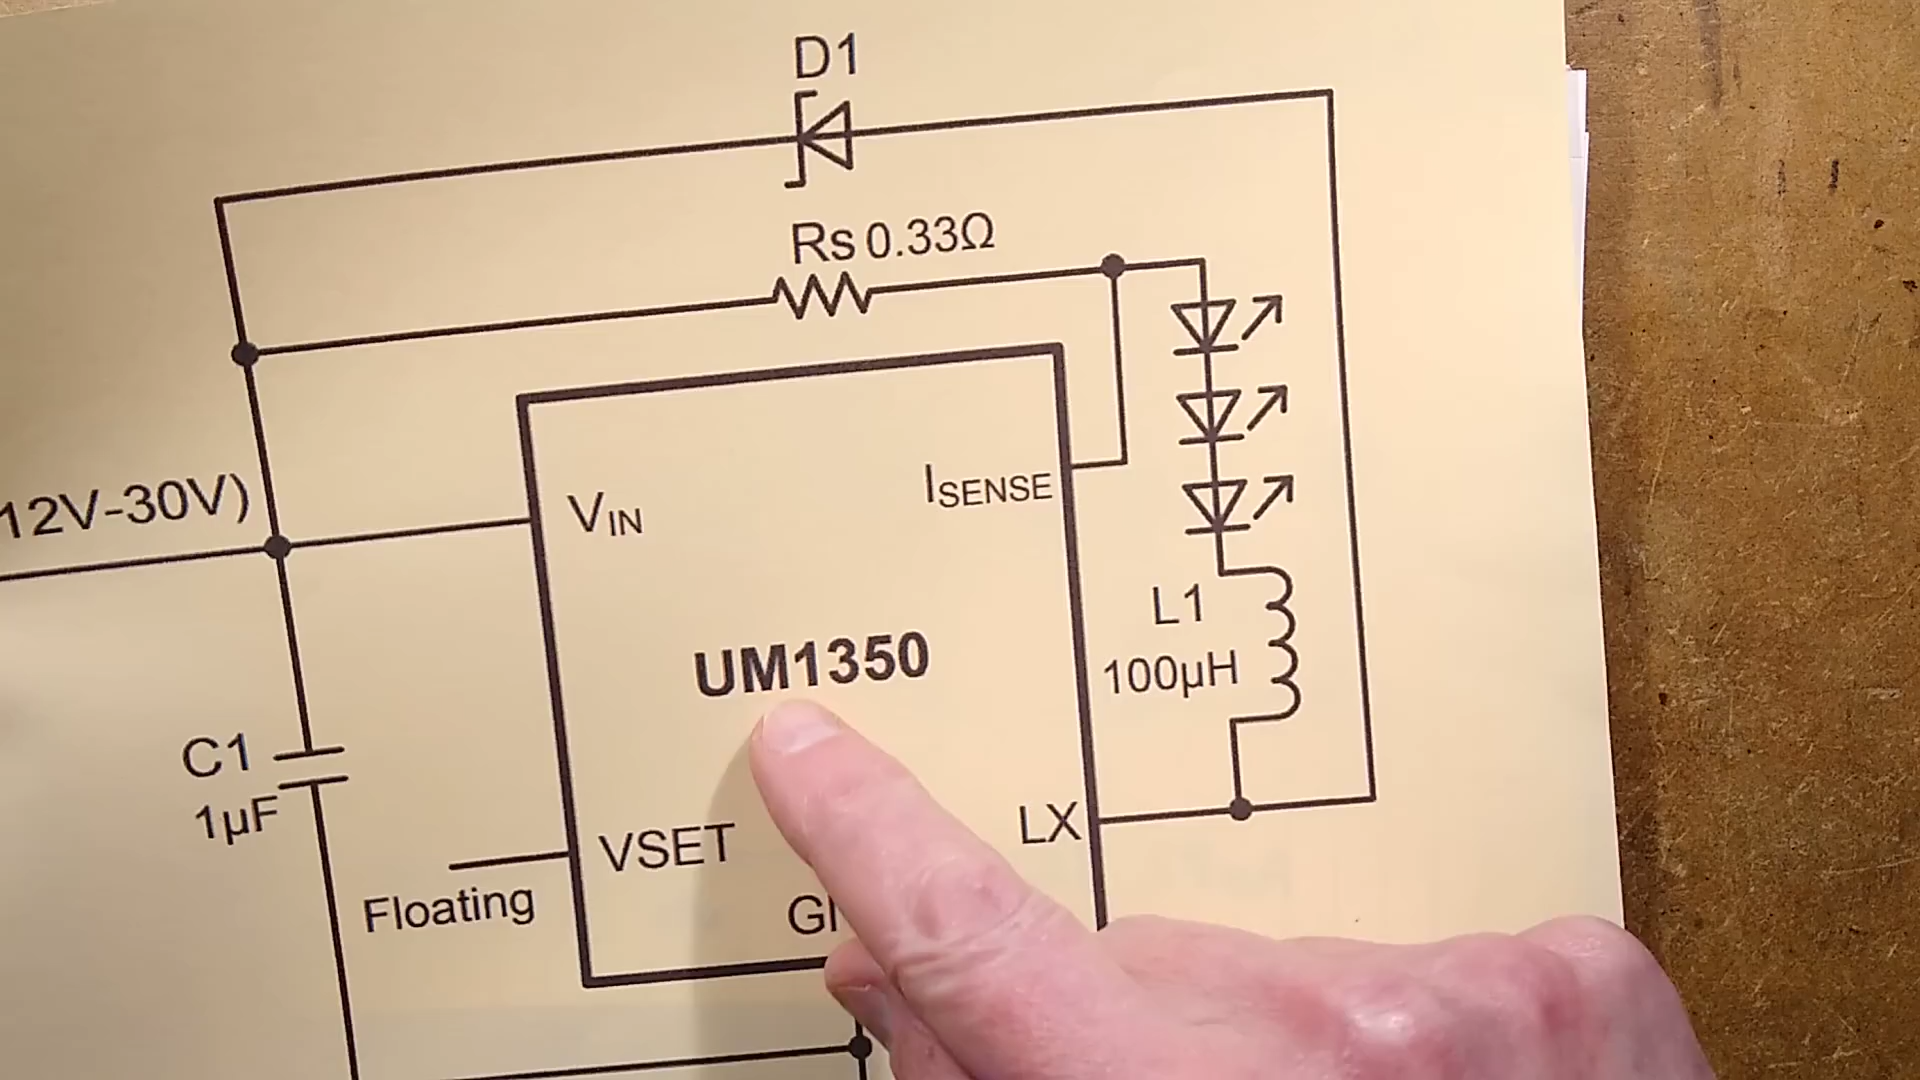 D1
Rs 0.33Ω
12V-30V)
VIN
ISENSE
L1
100µH
UM1350
C1
1µF
VSET
LX
Floating